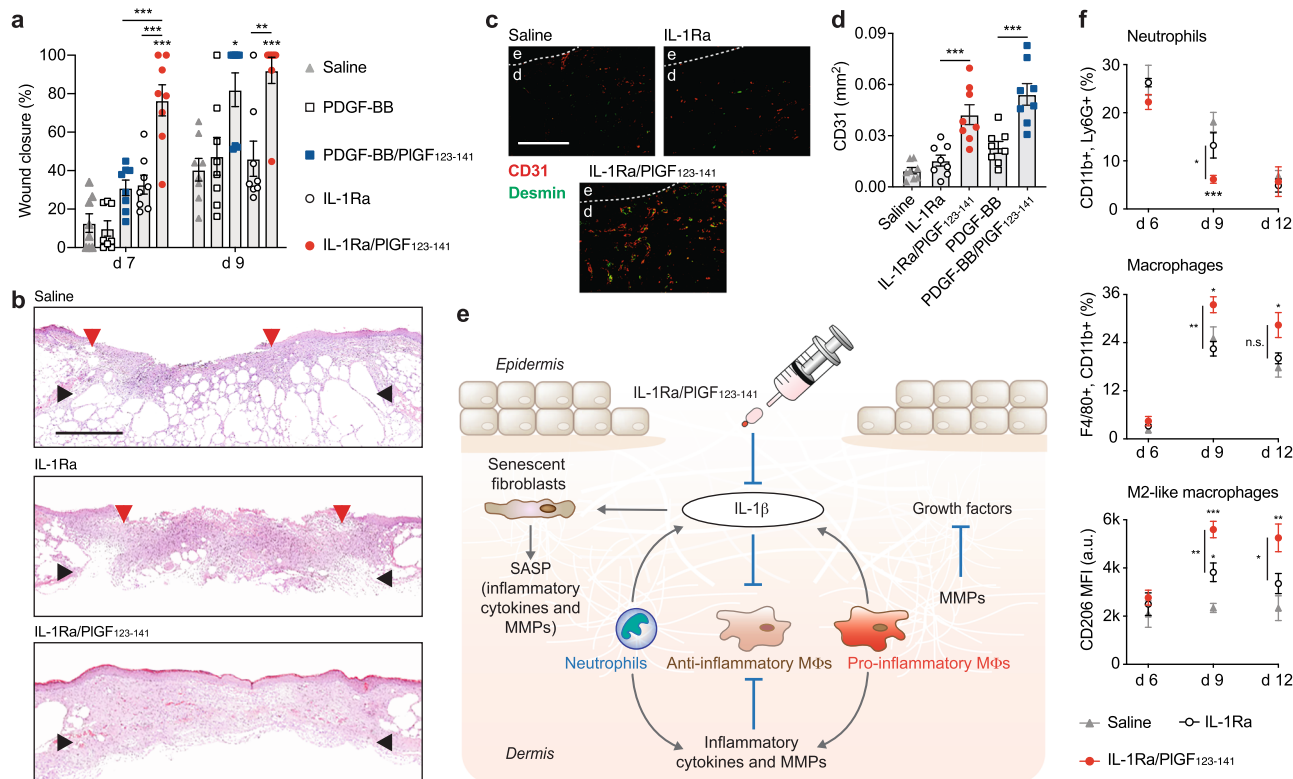 a
***
***
**
***
*
***
Wound closure (%)
100
80
60
40
20
0
d 7
d 9
Saline
PDGF-BB
PDGF-BB/PlGF123-141
IL-1Ra
IL-1Ra/PlGF123-141
b
Saline
IL-1Ra
IL-1Ra/PlGF123-141
c
Saline
IL-1Ra
e
d
e
d
CD31
Desmin
IL-1Ra/PlGF123-141
e
d
d
***
***
CD31 (mm2)
0.09
0.06
0.03
0.00
Saline
IL-1Ra
IL-1Ra/PlGF123-141
PDGF-BB
PDGF-BB/PlGF123-141
e
Epidermis
IL-1Ra/PlGF123-141
Senescent
fibroblasts
IL-1β
Growth factors
SASP
(inflammatory
cytokines and
MMPs)
MMPs
Neutrophils
Anti-inflammatory MΦs
Pro-inflammatory MΦs
Inflammatory
cytokines and MMPs
Dermis
f
Neutrophils
CD11b+, Ly6G+ (%)
30
20
10
0
*
***
d 6
d 9
d 12
Macrophages
F4/80+, CD11b+ (%)
36
24
12
0
*
**
*
n.s.
d 6
d 9
d 12
M2-like macrophages
CD206 MFI (a.u.)
6k
4k
2k
0
***
**
*
**
*
d 6
d 9
d 12
Saline
IL-1Ra
IL-1Ra/PlGF123-141